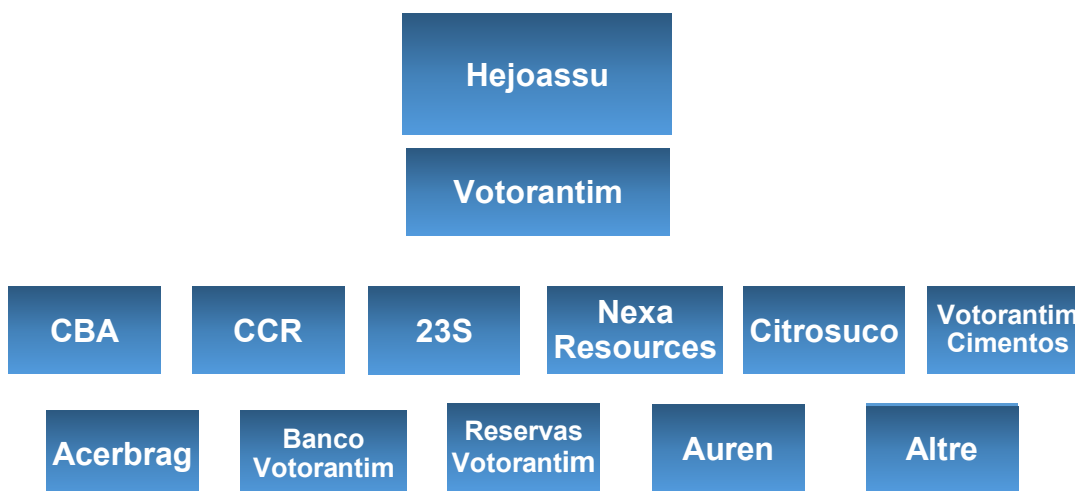 Hejoassu
Votorantim
CBA
CCR
23S
Nexa
Resources
Citrosuco
Votorantim
Cimentos
Acerbrag
Banco
Votorantim
Reservas
Votorantim
Auren
Altre